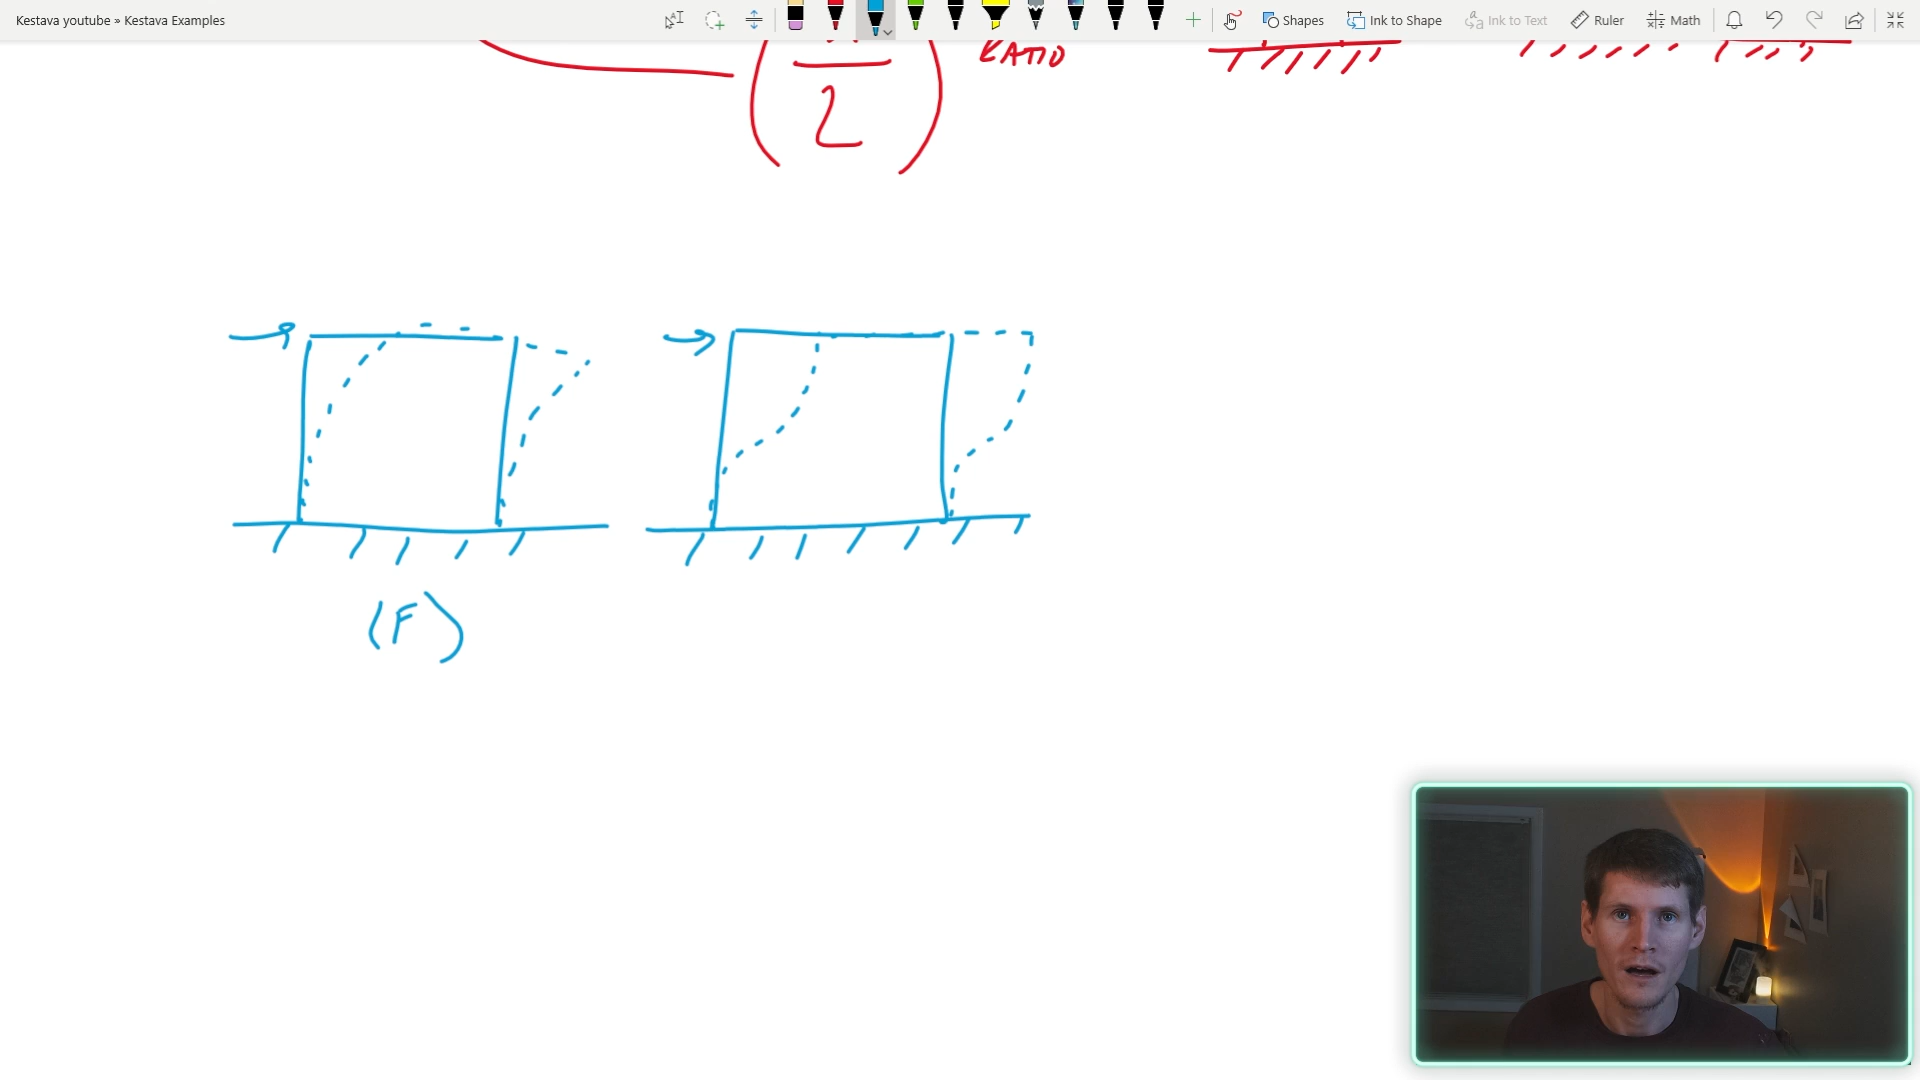 Kestava youtube » Kestava Examples
Shapes
Ink to Shape
Ink to Text
Ruler
Math
RATIO
2
(F)